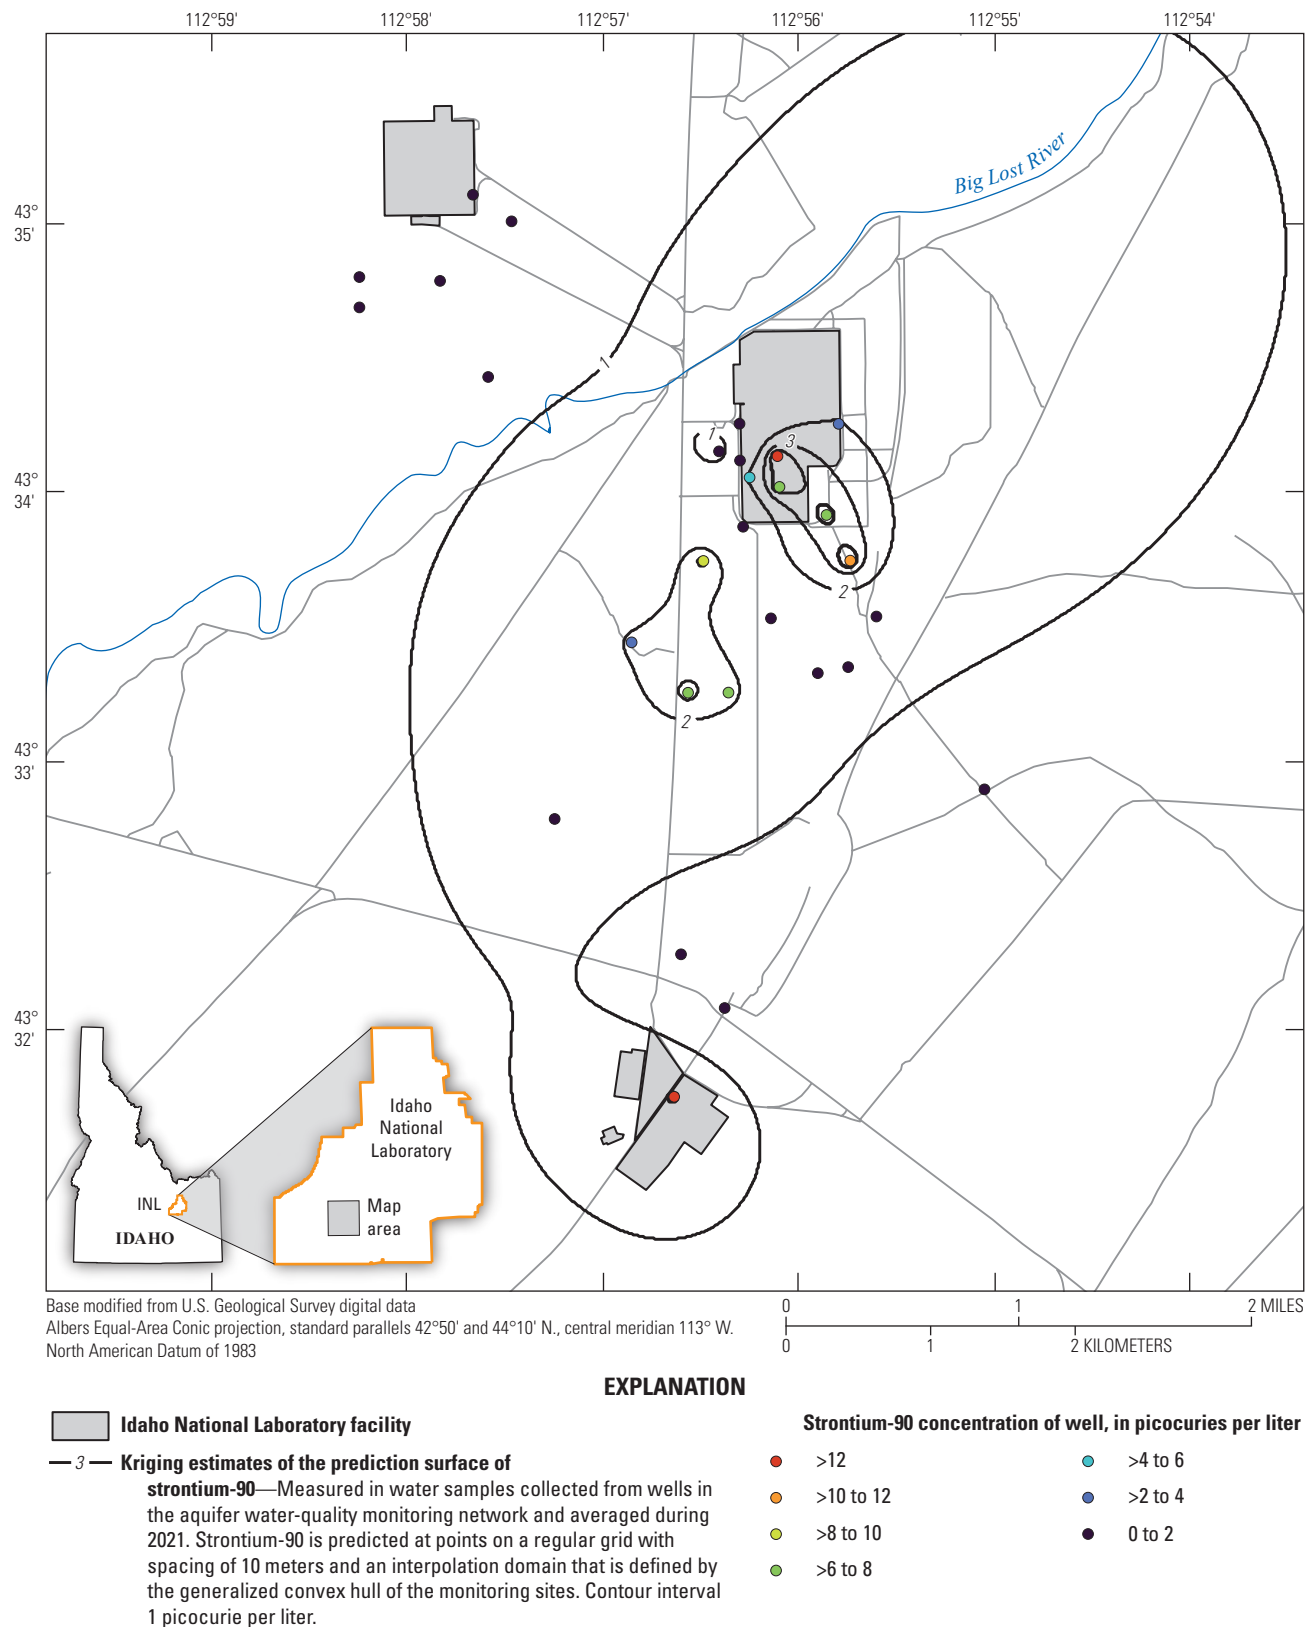 112°59' 112°58' 112°57' 112°56' 112°55' 112°54'
Big Lost River
43°
35'
1
1
3
43°
34'
2
2
43°
33'
43°
32'
Idaho
National
Laboratory
INL
Map
area
IDAHO
Base modified from U.S. Geological Survey digital data
Albers Equal-Area Conic projection, standard parallels 42°50' and 44°10' N., central meridian 113° W.
North American Datum of 1983
0 1 2 MILES
0 1 2 KILOMETERS
EXPLANATION
Idaho National Laboratory facility
3 Kriging estimates of the prediction surface of
strontium-90—Measured in water samples collected from wells in
the aquifer water-quality monitoring network and averaged during
2021. Strontium-90 is predicted at points on a regular grid with
spacing of 10 meters and an interpolation domain that is defined by
the generalized convex hull of the monitoring sites. Contour interval
1 picocurie per liter.
Strontium-90 concentration of well, in picocuries per liter
>12
>10 to 12
>8 to 10
>6 to 8
>4 to 6
>2 to 4
0 to 2